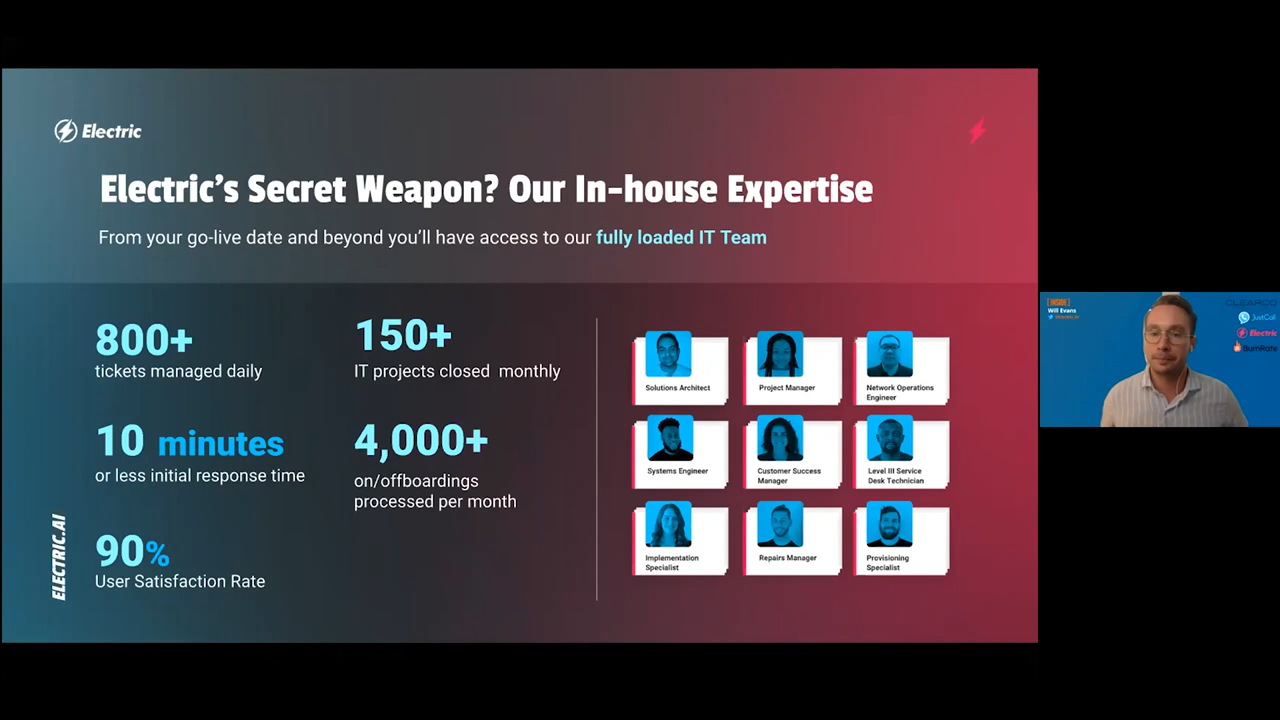 Electric
Electric's Secret Weapon? Our In-house Expertise
From your go-live date and beyond you'll have access to our fully loaded IT Team
800+
tickets managed daily
150+
IT projects closed monthly
10 minutes
or less initial response time
4,000+
on/offboardings
processed per month
90%
User Satisfaction Rate
ELECTRIC.AI
Solutions Architect
Project Manager
Network Operations
Engineer
Systems Engineer
Customer Success
Manager
Level III Service
Desk Technician
Implementation
Specialist
Repairs Manager
Provisioning
Specialist
[INSIDE]
Will Evans
CLEARCO
JustCall
Electric
BurnRate